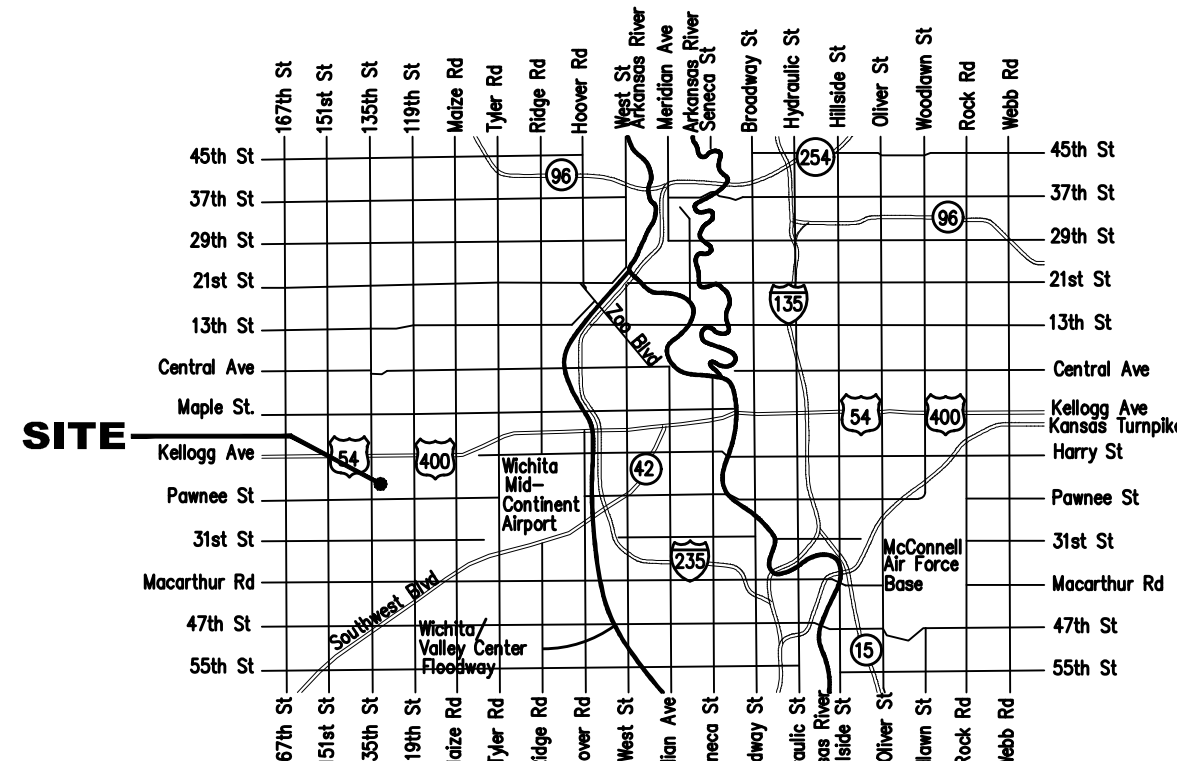 167th St
151st St
135th St
119th St
Maize Rd
Tyler Rd
Ridge Rd
Hoover Rd
West St
Arkansas River
Meridian Ave
Arkansas River
Seneca St
Broadway St
Hydraulic St
Hillside St
Oliver St
Woodlawn St
Rock Rd
Webb Rd
45th St
254
45th St
96
37th St
37th St
96
29th St
29th St
21st St
21st St
135
13th St
Zoo Blvd
13th St
Central Ave
Central Ave
Maple St.
54
400
Kellogg Ave
Kansas Turnpik
SITE
Kellogg Ave
54
400
Harry St
Wichita
Mid-
Continent
Airport
42
Pawnee St
Pawnee St
31st St
31st St
235
McConnell
Air Force
Base
Macarthur Rd
Macarthur Rd
Southwest Blvd
47th St
47th St
Wichita/
Valley Center
Floodway
15
55th St
55th St
67th St
51st St
35th St
19th St
aize Rd
Tyler Rd
idge Rd
over Rd
West St
dian Ave
neca St
dway St
aulic St
sas River
lside St
Oliver St
lawn St
Rock Rd
ebb Rd